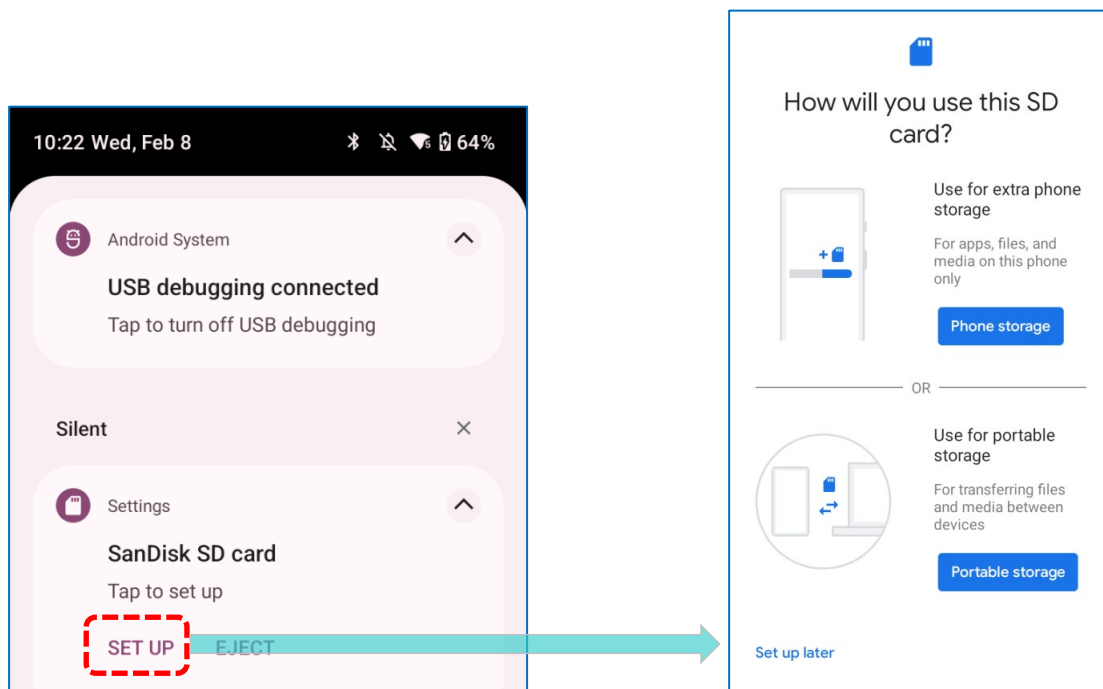 10:22 Wed, Feb 8
5 64%
Android System
USB debugging connected
Tap to turn off USB debugging
Silent
Settings
SanDisk SD card
Tap to set up
SET UP EJECT
How will you use this SD
card?
Use for extra phone
storage
For apps, files, and
media on this phone
only
Phone storage
OR
Use for portable
storage
For transferring files
and media between
devices
Portable storage
Set up later